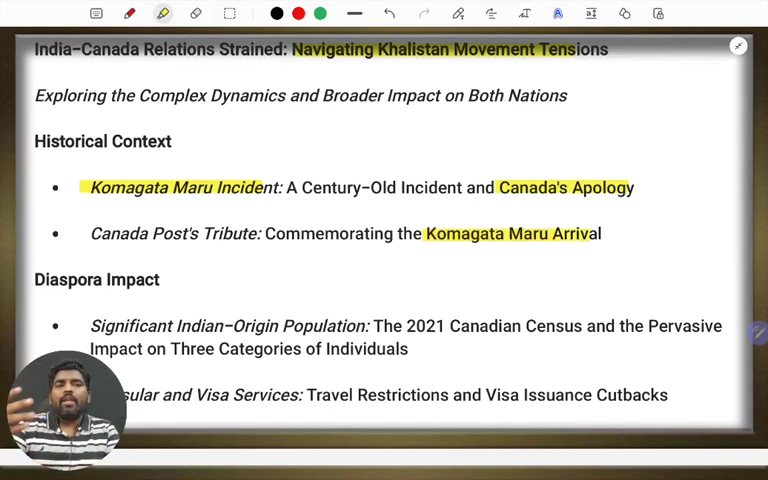 India-Canada Relations Strained: Navigating Khalistan Movement Tensions
Exploring the Complex Dynamics and Broader Impact on Both Nations
Historical Context
• Komagata Maru Incident: A Century-Old Incident and Canada's Apology
• Canada Post's Tribute: Commemorating the Komagata Maru Arrival
Diaspora Impact
• Significant Indian-Origin Population: The 2021 Canadian Census and the Pervasive
Impact on Three Categories of Individuals
and Visa Services: Travel Restrictions and Visa Issuance Cutbacks